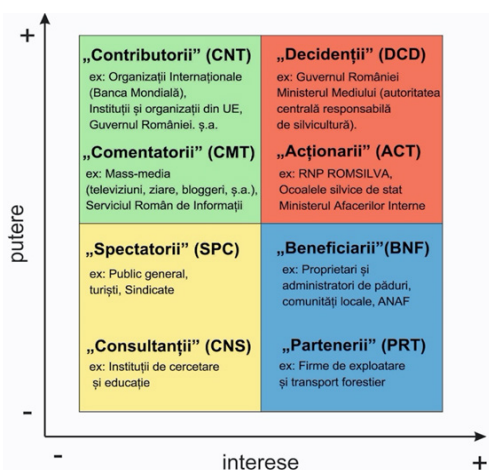 +
„Contributorii” (CNT)
ex: Organizații Internaționale
(Banca Mondială),
Instituții și organizații din UE,
Guvernul României. ș.a.
„Decidenții” (DCD)
ex: Guvernul României
Ministerul Mediului (autoritatea
centrală responsabilă
de silvicultură).
„Comentatorii” (CMT)
ex: Mass-media
(televiziuni, ziare, bloggeri, ș.a.),
Serviciul Român de Informații
„Acționarii” (ACT)
ex: RNP ROMSILVA,
Ocoalele silvice de stat
Ministerul Afacerilor Interne
putere
„Spectatorii” (SPC)
ex: Public general,
turiști, Sindicate
„Beneficiarii”(BNF)
ex: Proprietari și
administratori de păduri,
comunități locale, ANAF
„Consultanții” (CNS)
ex: Instituții de cercetare
și educație
„Partenerii” (PRT)
ex: Firme de exploatare
și transport forestier
-
-
interese
+